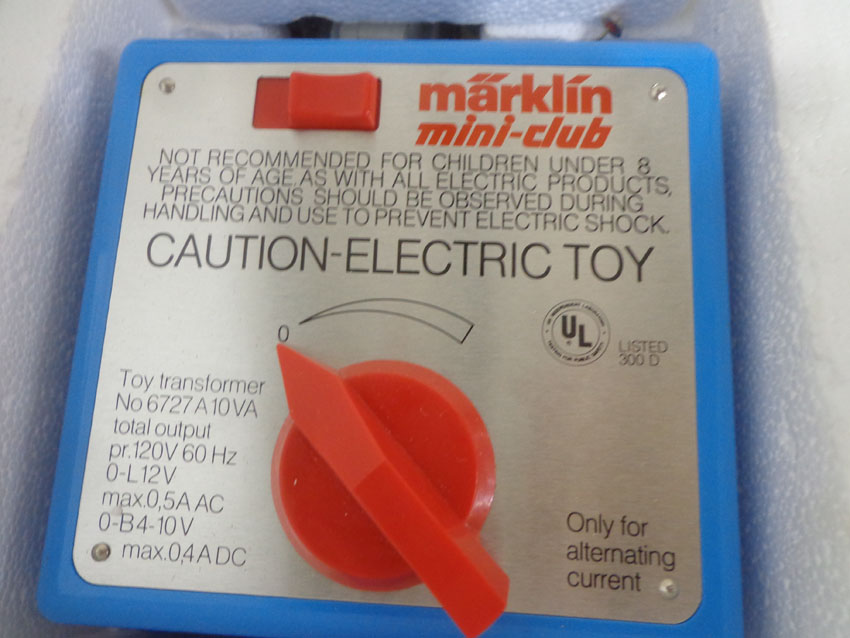 märklin
mini-club
NOT RECOMMENDED FOR CHILDREN UNDER 8
YEARS OF AGE. AS WITH ALL ELECTRIC PRODUCTS,
PRECAUTIONS SHOULD BE OBSERVED DURING
HANDLING AND USE TO PREVENT ELECTRIC SHOCK.
CAUTION-ELECTRIC TOY
0
UL
LISTED
300 D
Toy transformer
No 6727 A 10 VA
total output
pr. 120V 60 Hz
0-L 12V
max. 0,5A AC
0-B 4-10V
max. 0,4 A DC
Only for
alternating
current